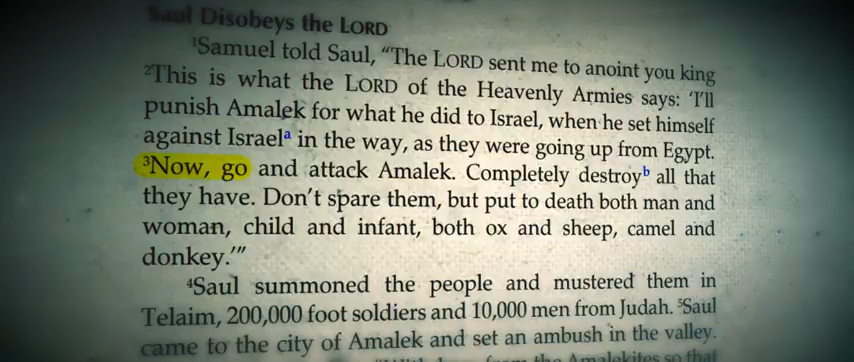 Saul Disobeys the LORD
¹Samuel told Saul, “The LORD sent me to anoint you king
²This is what the LORD of the Heavenly Armies says: ‘I’ll
punish Amalek for what he did to Israel, when he set himself
against Israelᵃ in the way, as they were going up from Egypt.
³Now, go and attack Amalek. Completely destroyᵇ all that
they have. Don’t spare them, but put to death both man and
woman, child and infant, both ox and sheep, camel and
donkey.’”
⁴Saul summoned the people and mustered them in
Telaim, 200,000 foot soldiers and 10,000 men from Judah. ⁵Saul
came to the city of Amalek and set an ambush in the valley.
from the Amalekites so that